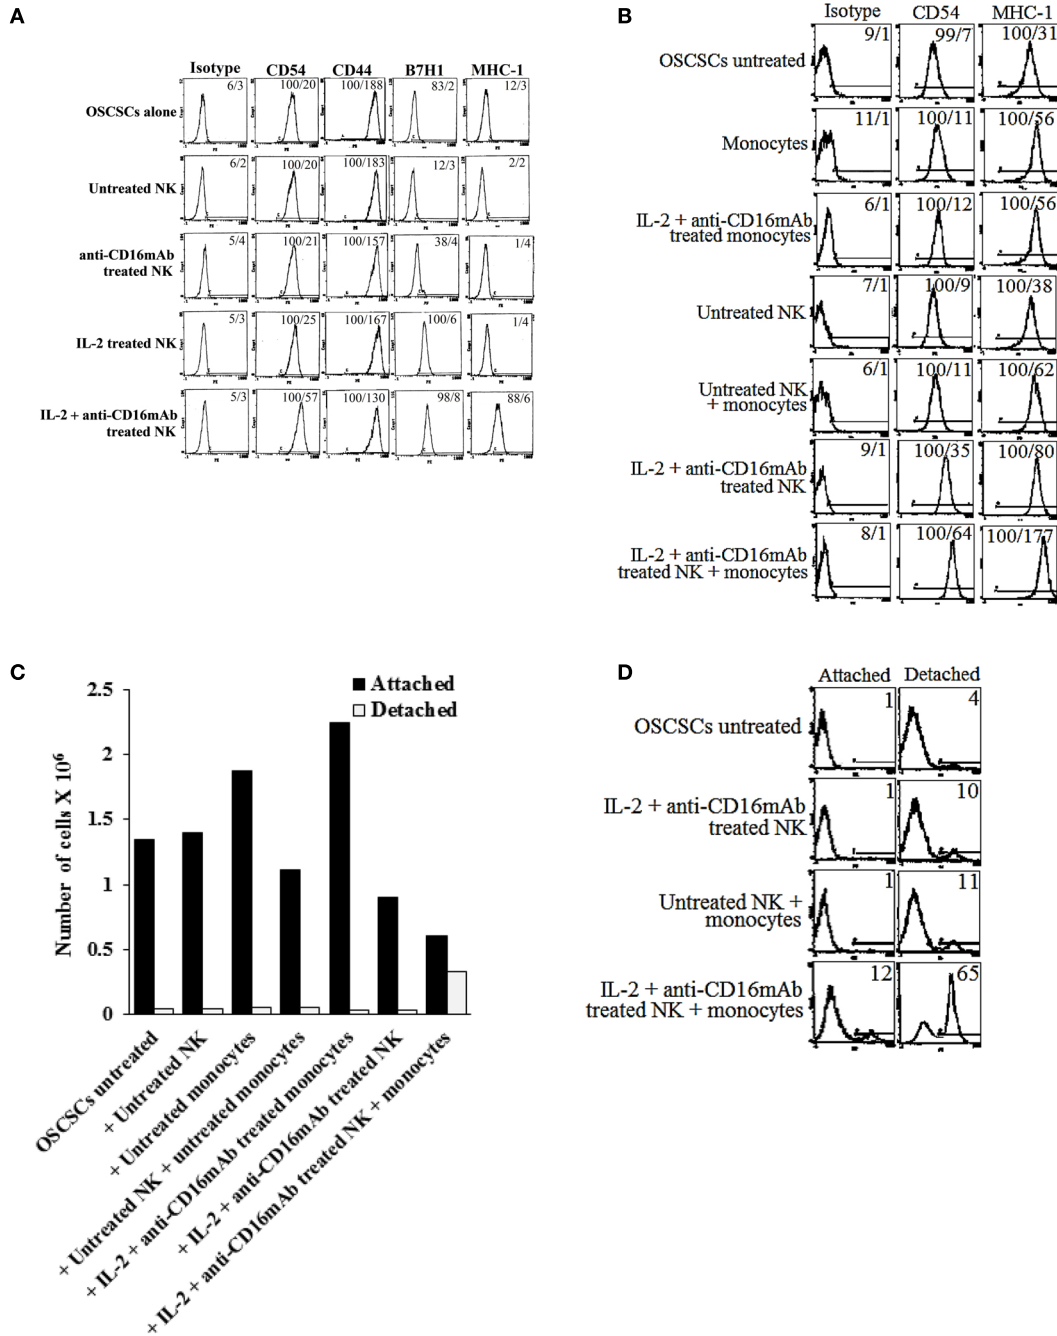 A
Isotype CD54 CD44 B7H1 MHC-1
OSCSCs alone 6/3 100/20 100/188 83/2 12/3
Untreated NK 6/2 100/20 100/183 12/3 2/2
anti-CD16mAb
treated NK 5/4 100/21 100/157 38/4 1/4
IL-2 treated NK 5/3 100/25 100/167 100/6 1/4
IL-2 + anti-CD16mAb
treated NK 5/3 100/57 100/130 98/8 88/6
B
Isotype CD54 MHC-1
OSCSCs untreated 9/1 99/7 100/31
Monocytes 11/1 100/11 100/56
IL-2 + anti-CD16mAb
treated monocytes 6/1 100/12 100/56
Untreated NK 7/1 100/9 100/38
Untreated NK
+ monocytes 6/1 100/11 100/62
IL-2 + anti-CD16mAb
treated NK 9/1 100/35 100/80
IL-2 + anti-CD16mAb
treated NK + monocytes 8/1 100/64 100/177
C
Number of cells X 10⁶
2.5
2
1.5
1
0.5
0
Attached
Detached
OSCSCs untreated
+ Untreated NK
+ Untreated monocytes
+ Untreated NK + untreated monocytes
+ IL-2 + anti-CD16mAb treated monocytes
+ IL-2 + anti-CD16mAb treated NK
+ IL-2 + anti-CD16mAb treated NK + monocytes
D
Attached Detached
OSCSCs untreated 1 4
IL-2 + anti-CD16mAb
treated NK 1 10
Untreated NK +
monocytes 1 11
IL-2 + anti-CD16mAb
treated NK + monocytes 12 65